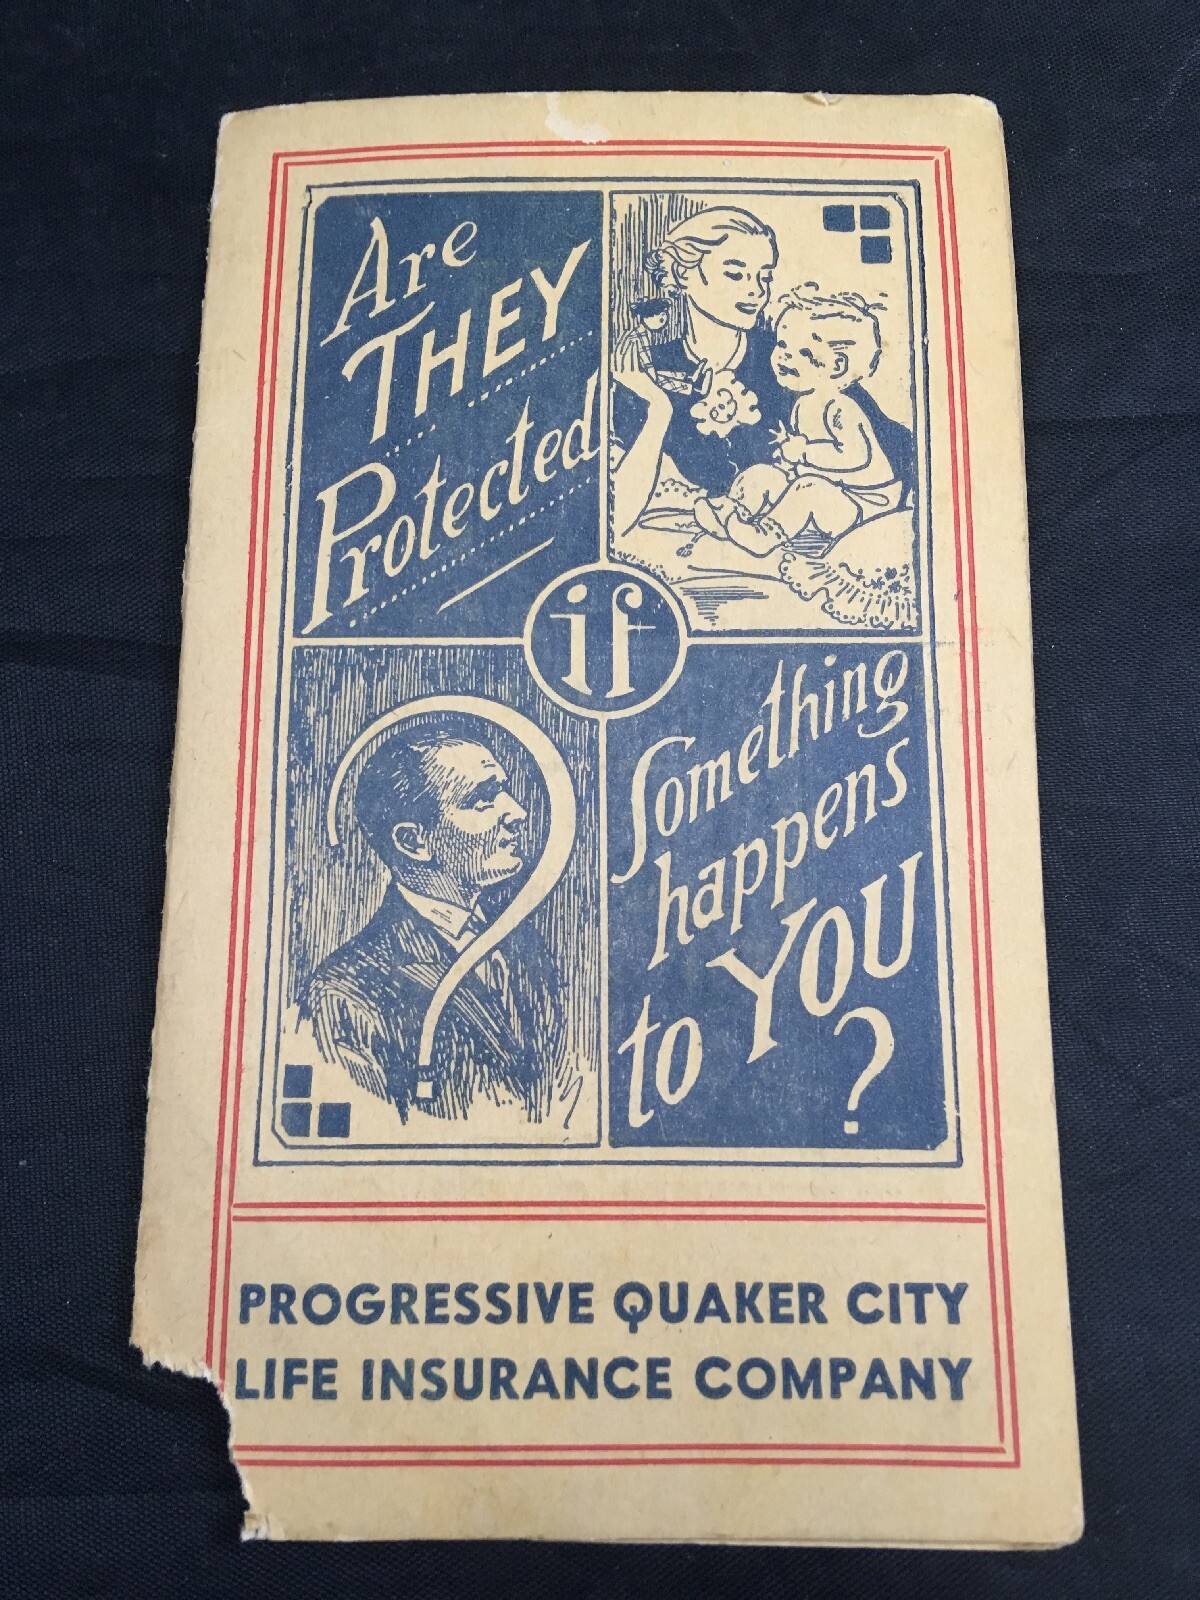 Are
THEY
Protected
if
Something
happens
to YOU
?
?
PROGRESSIVE QUAKER CITY
LIFE INSURANCE COMPANY